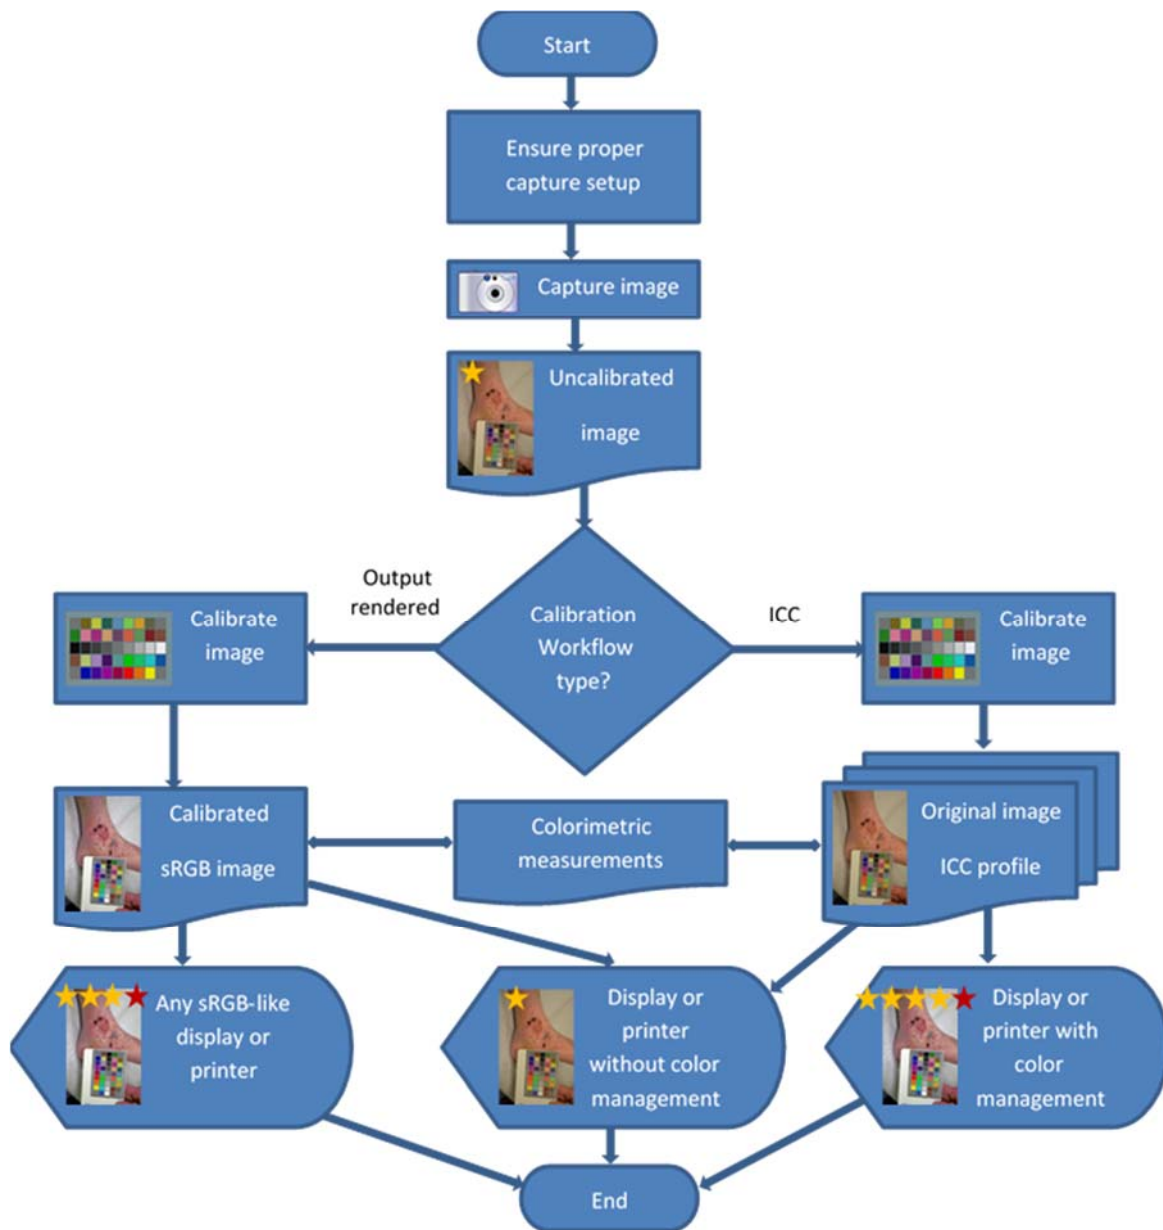 Start
Ensure proper
capture setup
Capture image
Uncalibrated
image
Output
rendered
Calibration
Workflow
type?
ICC
Calibrate
image
Calibrate
image
Calibrated
sRGB image
Colorimetric
measurements
Original image
ICC profile
Any sRGB-like
display or
printer
Display or
printer
without color
management
Display or
printer with
color
management
End